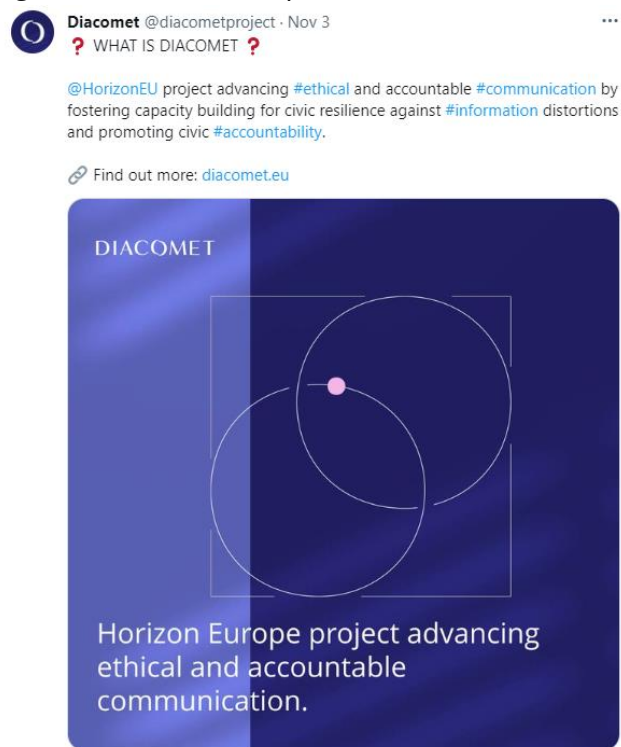 Diacomet @diacometproject · Nov 3
❓ WHAT IS DIACOMET ❓
@HorizonEU project advancing #ethical and accountable #communication by
fostering capacity building for civic resilience against #information distortions
and promoting civic #accountability.
🔗 Find out more: diacomet.eu
DIACOMET
Horizon Europe project advancing
ethical and accountable
communication.